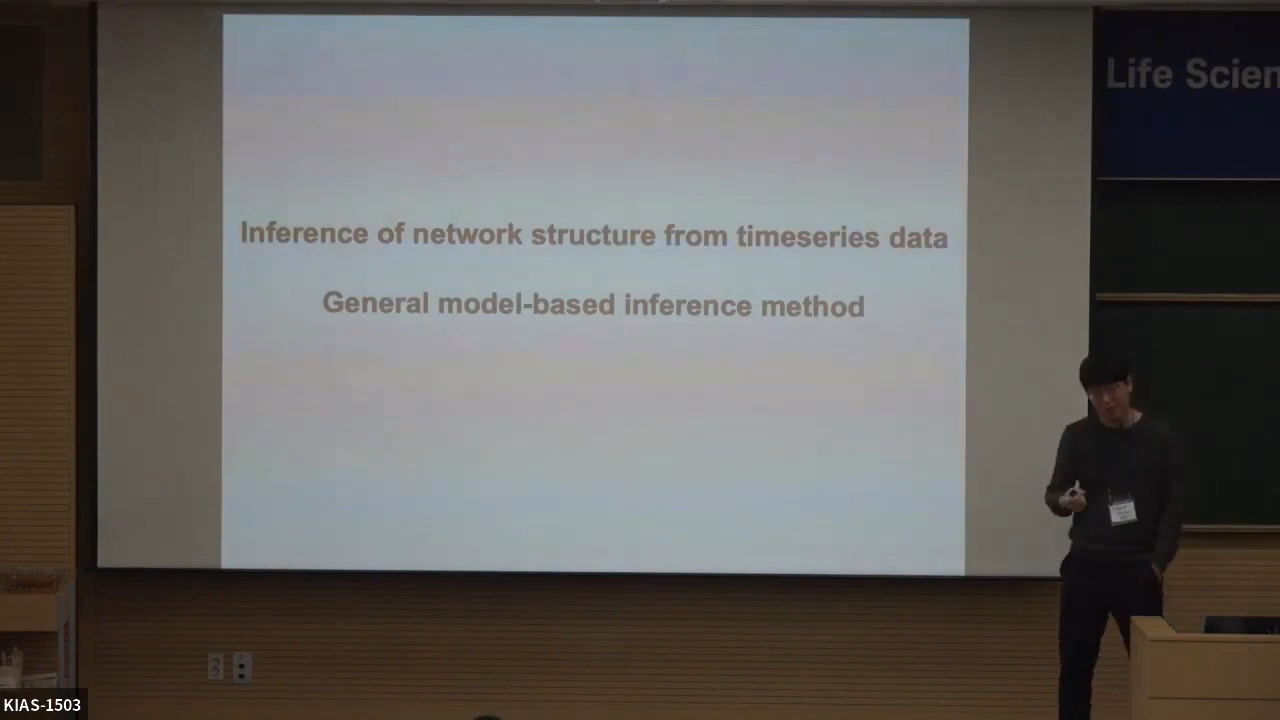 Life Scien
Inference of network structure from timeseries data
General model-based inference method
KIAS-1503